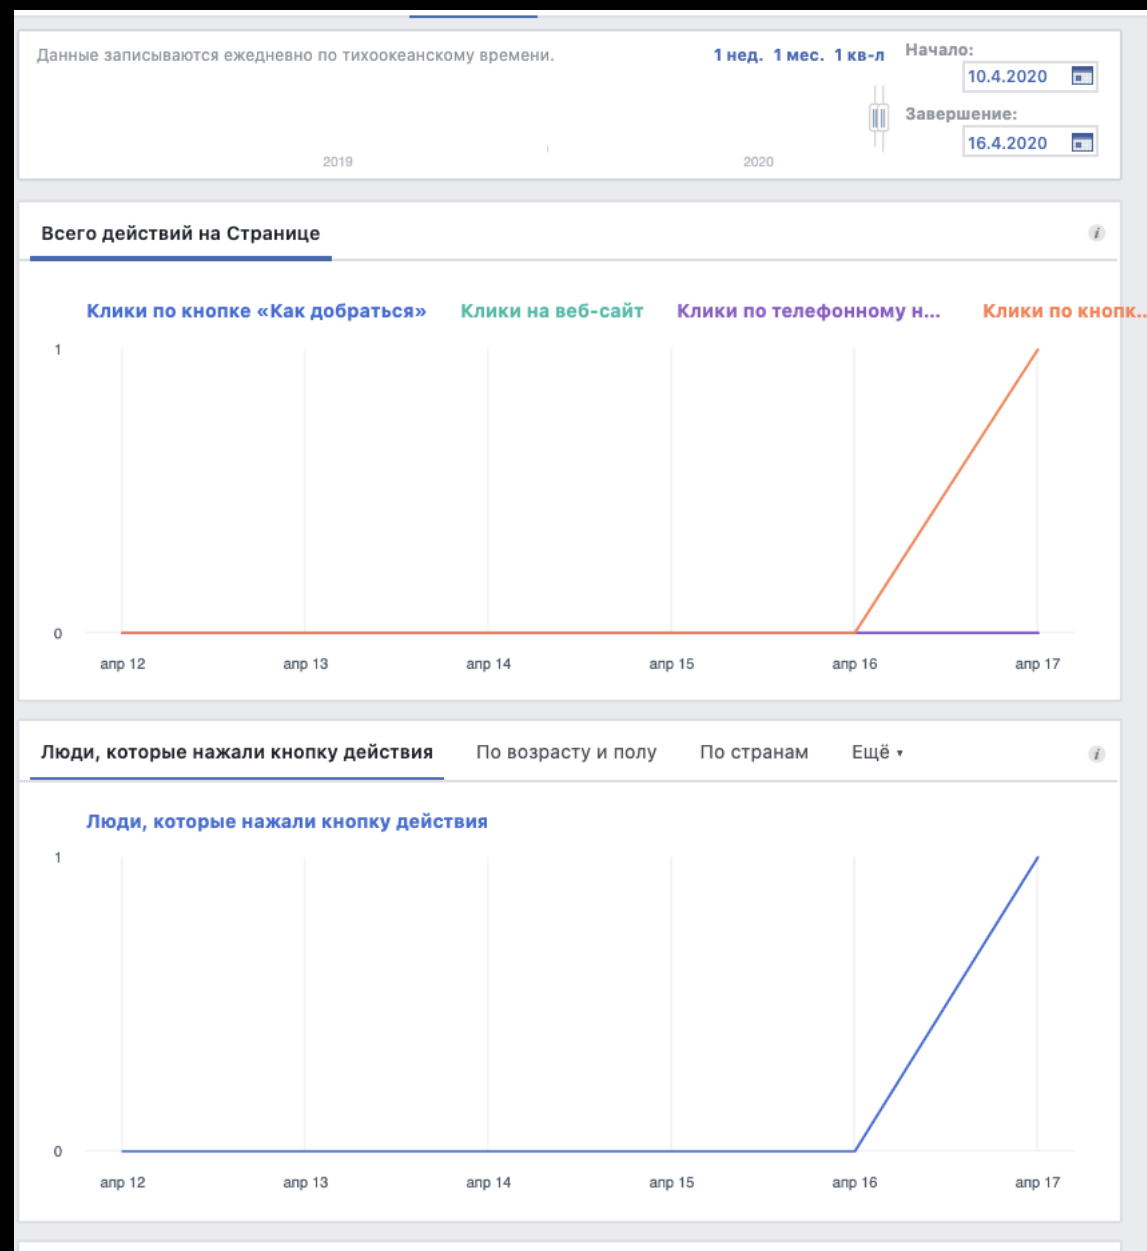 Данные записываются ежедневно по тихоокеанскому времени.
1 нед. 1 мес. 1 кв-л
Начало:
10.4.2020
Завершение:
16.4.2020
2019
2020
Всего действий на Странице
i
Клики по кнопке «Как добраться» Клики на веб-сайт Клики по телефонному н... Клики по кнопк...
1
0
апр 12 апр 13 апр 14 апр 15 апр 16 апр 17
Люди, которые нажали кнопку действия По возрасту и полу По странам Ещё ▾
i
Люди, которые нажали кнопку действия
1
0
апр 12 апр 13 апр 14 апр 15 апр 16 апр 17